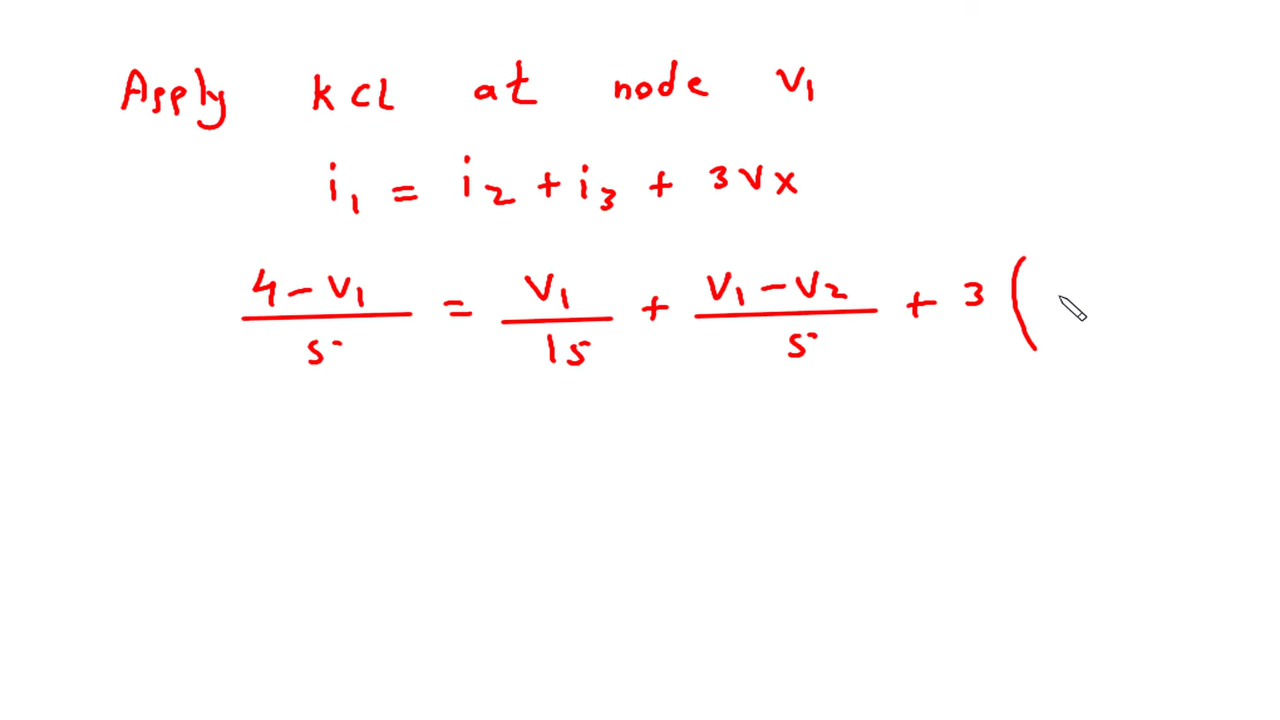 Apply kcl at node V1
i1 = i2 + i3 + 3Vx
4-V1/5 = V1/15 + V1-V2/5 + 3(